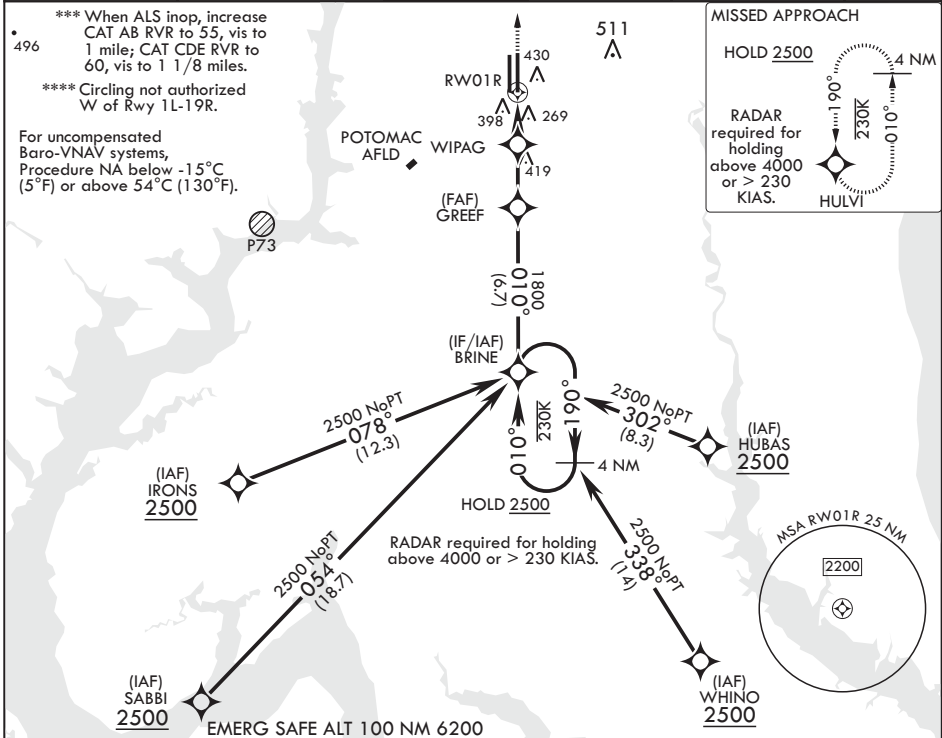 *** When ALS inop, increase
CAT AB RVR to 55, vis to
1 mile; CAT CDE RVR to
60, vis to 1 1/8 miles.
496
**** Circling not authorized
W of Rwy 1L-19R.
For uncompensated
Baro-VNAV systems,
Procedure NA below -15°C
(5°F) or above 54°C (130°F).
P73
POTOMAC
AFLD
511
430
RW01R
398
269
WIPAG
419
(FAF)
GREEF
1800
010°
(6.7)
(IF/IAF)
BRINE
MISSED APPROACH
HOLD 2500
4 NM
190°
230K
010°
RADAR
required for
holding
above 4000
or > 230
KIAS.
HULVI
2500 NoPT
078°
(12.3)
(IAF)
IRONS
2500
010°
230K
190°
4 NM
HOLD 2500
2500 NoPT
302°
(8.3)
(IAF)
HUBAS
2500
RADAR required for holding
above 4000 or > 230 KIAS.
2500 NoPT
054°
(18.7)
(IAF)
SABBI
2500
2500 NoPT
338°
(14)
(IAF)
WHINO
2500
MSA RW01R 25 NM
2200
EMERG SAFE ALT 100 NM 6200